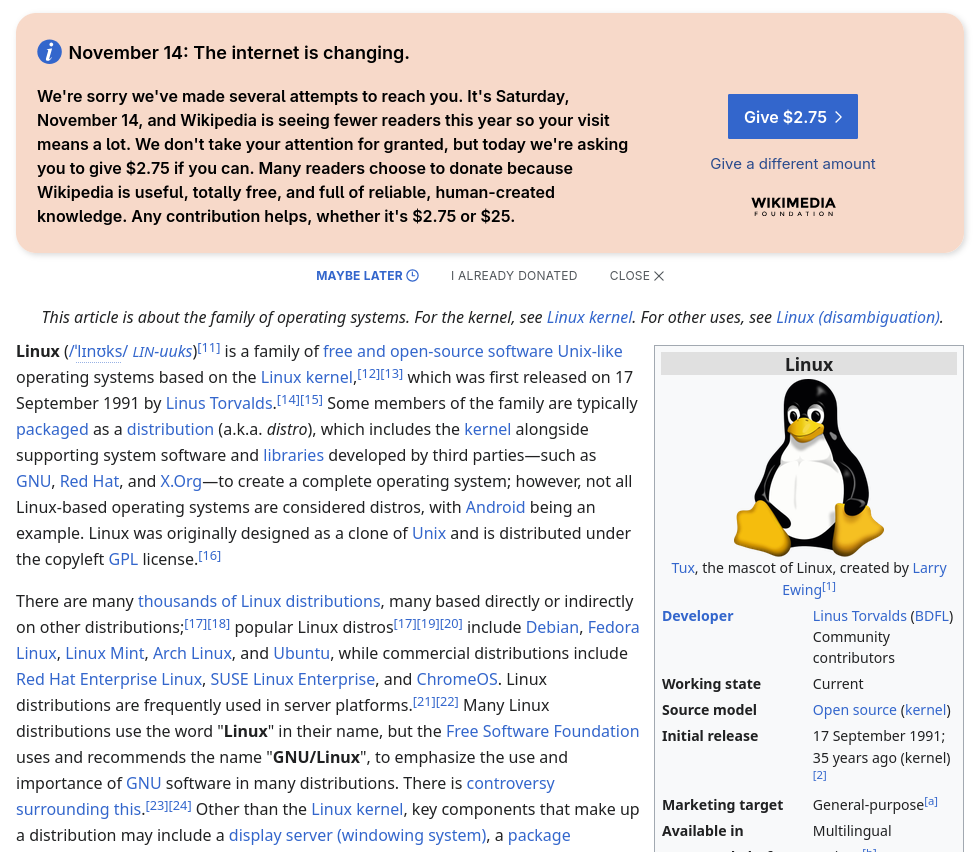 November 14: The internet is changing.
We're sorry we've made several attempts to reach you. It's Saturday,
November 14, and Wikipedia is seeing fewer readers this year so your visit
means a lot. We don't take your attention for granted, but today we're asking
you to give $2.75 if you can. Many readers choose to donate because
Wikipedia is useful, totally free, and full of reliable, human-created
knowledge. Any contribution helps, whether it's $2.75 or $25.
Give $2.75
Give a different amount
WIKIMEDIA
FOUNDATION
MAYBE LATER
I ALREADY DONATED
CLOSE
This article is about the family of operating systems. For the kernel, see Linux kernel. For other uses, see Linux (disambiguation).
Linux (/ˈlɪnʊks/ LIN-uuks)[11] is a family of free and open-source software Unix-like
operating systems based on the Linux kernel,[12][13] which was first released on 17
September 1991 by Linus Torvalds.[14][15] Some members of the family are typically
packaged as a distribution (a.k.a. distro), which includes the kernel alongside
supporting system software and libraries developed by third parties—such as
GNU, Red Hat, and X.Org—to create a complete operating system; however, not all
Linux-based operating systems are considered distros, with Android being an
example. Linux was originally designed as a clone of Unix and is distributed under
the copyleft GPL license.[16]
There are many thousands of Linux distributions, many based directly or indirectly
on other distributions;[17][18] popular Linux distros[17][19][20] include Debian, Fedora
Linux, Linux Mint, Arch Linux, and Ubuntu, while commercial distributions include
Red Hat Enterprise Linux, SUSE Linux Enterprise, and ChromeOS. Linux
distributions are frequently used in server platforms.[21][22] Many Linux
distributions use the word "Linux" in their name, but the Free Software Foundation
uses and recommends the name "GNU/Linux", to emphasize the use and
importance of GNU software in many distributions. There is controversy
surrounding this.[23][24] Other than the Linux kernel, key components that make up
a distribution may include a display server (windowing system), a package
Linux
Tux, the mascot of Linux, created by Larry
Ewing[1]
Developer Linus Torvalds (BDFL)
Community
contributors
Working state Current
Source model Open source (kernel)
Initial release 17 September 1991;
35 years ago (kernel)
[2]
Marketing target General-purpose[a]
Available in Multilingual